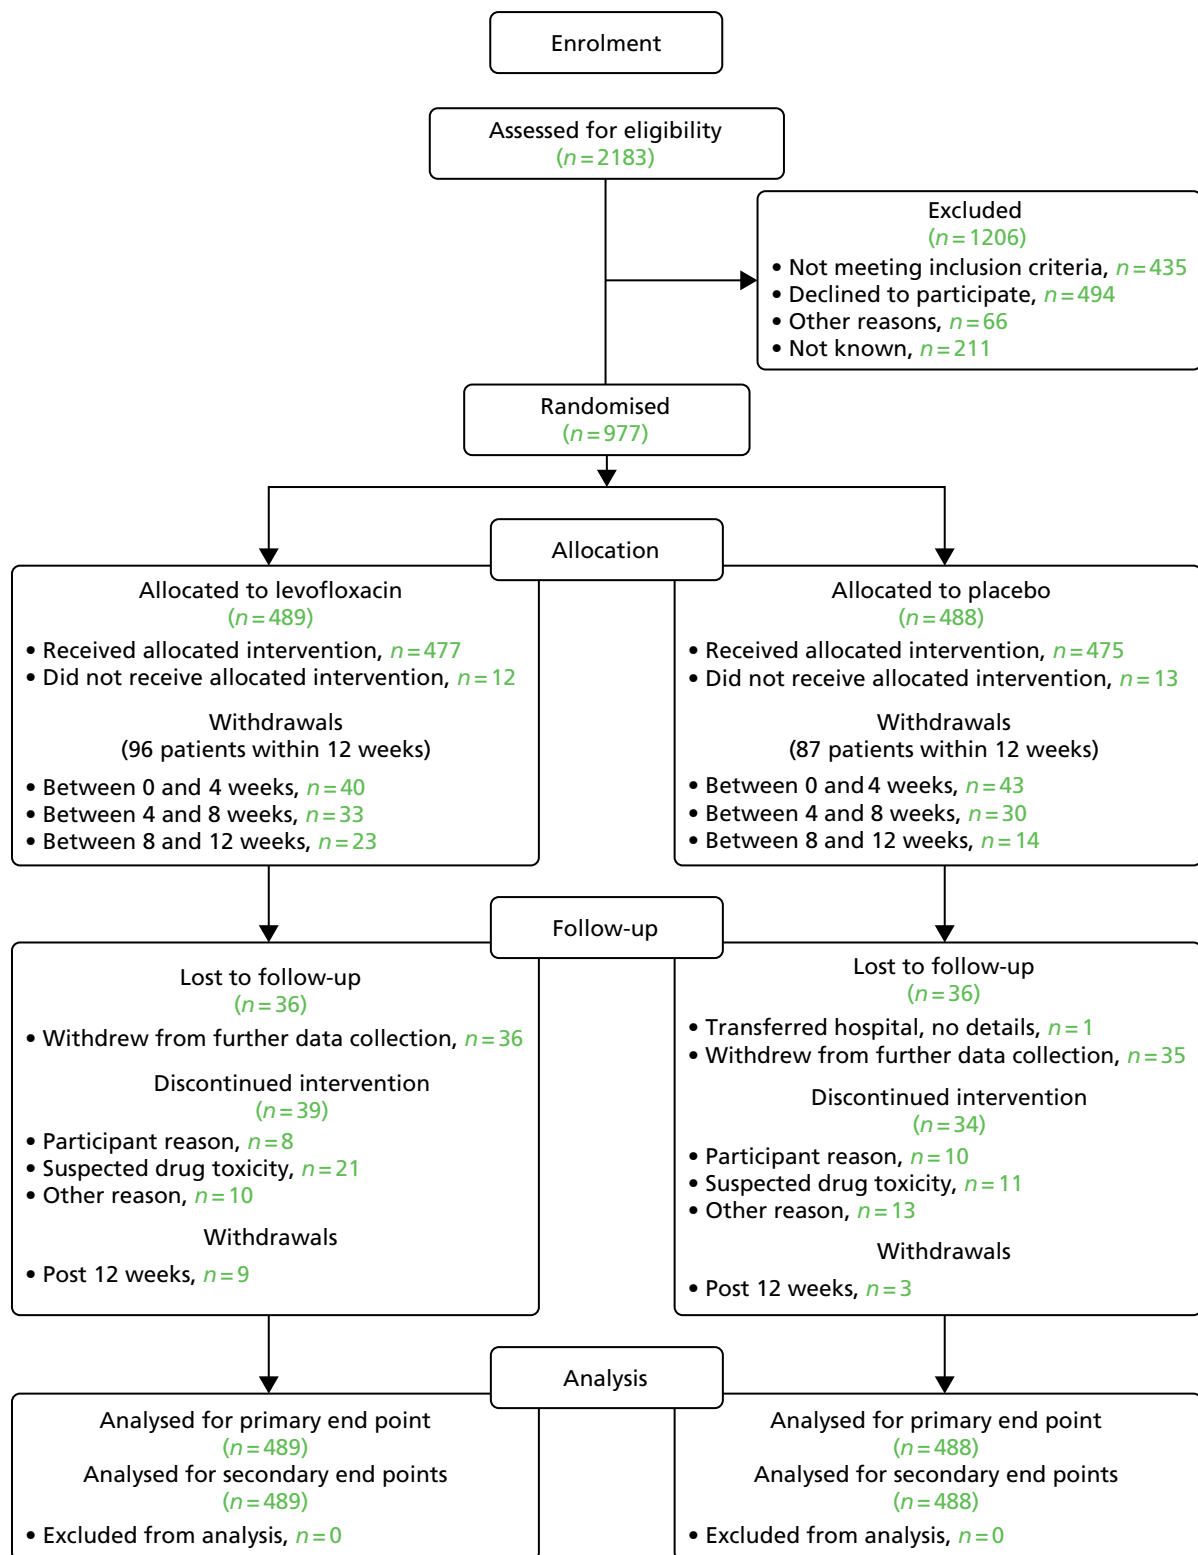 Enrolment
Assessed for eligibility
(n=2183)
Excluded
(n=1206)
• Not meeting inclusion criteria, n=435
• Declined to participate, n=494
• Other reasons, n=66
• Not known, n=211
Randomised
(n=977)
Allocation
Allocated to levofloxacin
(n=489)
• Received allocated intervention, n=477
• Did not receive allocated intervention, n=12
Withdrawals
(96 patients within 12 weeks)
• Between 0 and 4 weeks, n=40
• Between 4 and 8 weeks, n=33
• Between 8 and 12 weeks, n=23
Allocated to placebo
(n=488)
• Received allocated intervention, n=475
• Did not receive allocated intervention, n=13
Withdrawals
(87 patients within 12 weeks)
• Between 0 and 4 weeks, n=43
• Between 4 and 8 weeks, n=30
• Between 8 and 12 weeks, n=14
Follow-up
Lost to follow-up
(n=36)
• Withdrew from further data collection, n=36
Discontinued intervention
(n=39)
• Participant reason, n=8
• Suspected drug toxicity, n=21
• Other reason, n=10
Withdrawals
• Post 12 weeks, n=9
Lost to follow-up
(n=36)
• Transferred hospital, no details, n=1
• Withdrew from further data collection, n=35
Discontinued intervention
(n=34)
• Participant reason, n=10
• Suspected drug toxicity, n=11
• Other reason, n=13
Withdrawals
• Post 12 weeks, n=3
Analysis
Analysed for primary end point
(n=489)
Analysed for secondary end points
(n=489)
• Excluded from analysis, n=0
Analysed for primary end point
(n=488)
Analysed for secondary end points
(n=488)
• Excluded from analysis, n=0